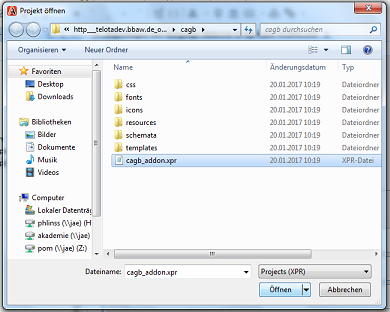 Projekt öffnen
« http___telotadev.bbaw.de_o... ▸ cagb ▸
cagb durchsuchen
Organisieren ▾ Neuer Ordner
Favoriten
Desktop
Downloads
Bibliotheken
Bilder
Dokumente
Musik
Videos
Computer
Lokaler Datenträg
phlinss (\\jae) (H
akademie (\\jae)
pom (\\jae) (Z:)
Name Änderungsdatum Typ
css 20.01.2017 10:19 Dateiordner
fonts 20.01.2017 10:19 Dateiordner
icons 20.01.2017 10:19 Dateiordner
resources 20.01.2017 10:19 Dateiordner
schemata 20.01.2017 10:19 Dateiordner
templates 20.01.2017 10:19 Dateiordner
cagb_addon.xpr 20.01.2017 10:19 XPR-Datei
Dateiname: cagb_addon.xpr
Projects (XPR)
Öffnen
Abbrechen